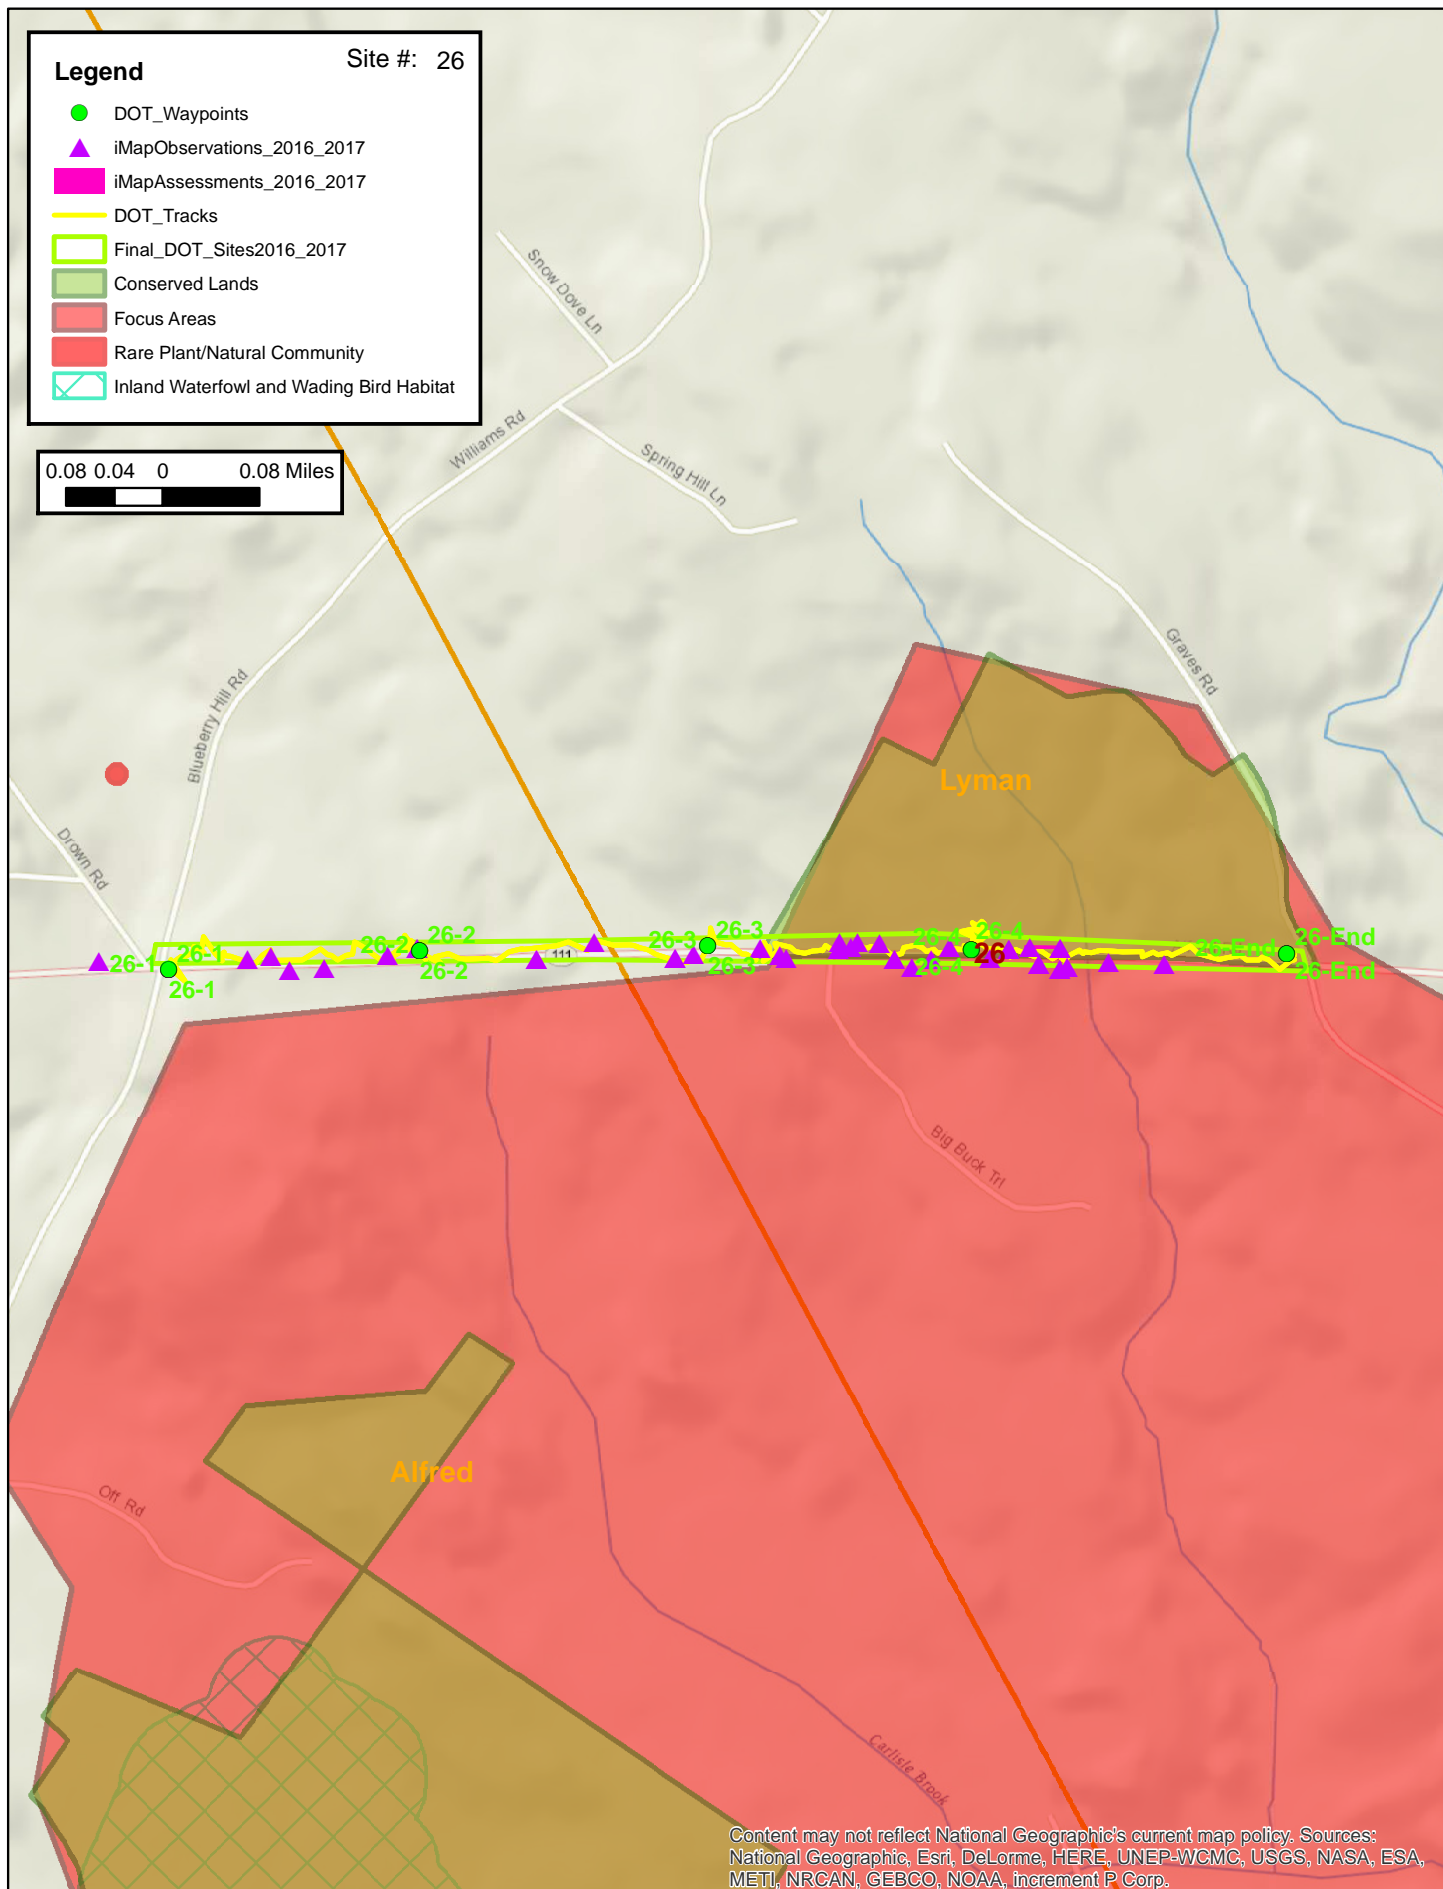 Legend
Site #: 26
DOT_Waypoints
iMapObservations_2016_2017
iMapAssessments_2016_2017
DOT_Tracks
Final_DOT_Sites2016_2017
Conserved Lands
Focus Areas
Rare Plant/Natural Community
Inland Waterfowl and Wading Bird Habitat
0.08 0.04 0 0.08 Miles
Snow Dove Ln
Williams Rd
Spring Hill Ln
Graves Rd
Blueberry Hill Rd
Lyman
Drown Rd
26-1
26-1
26-1
26-2
26-2
26-2
111
26-3
26-3
26-3
26-4
26-4
26-4
26
26-End
26-End
26-End
Big Buck Trl
Alfred
Off Rd
Carlisle Brook
Content may not reflect National Geographic's current map policy. Sources:
National Geographic, Esri, DeLorme, HERE, UNEP-WCMC, USGS, NASA, ESA,
METI, NRCAN, GEBCO, NOAA, increment P Corp.